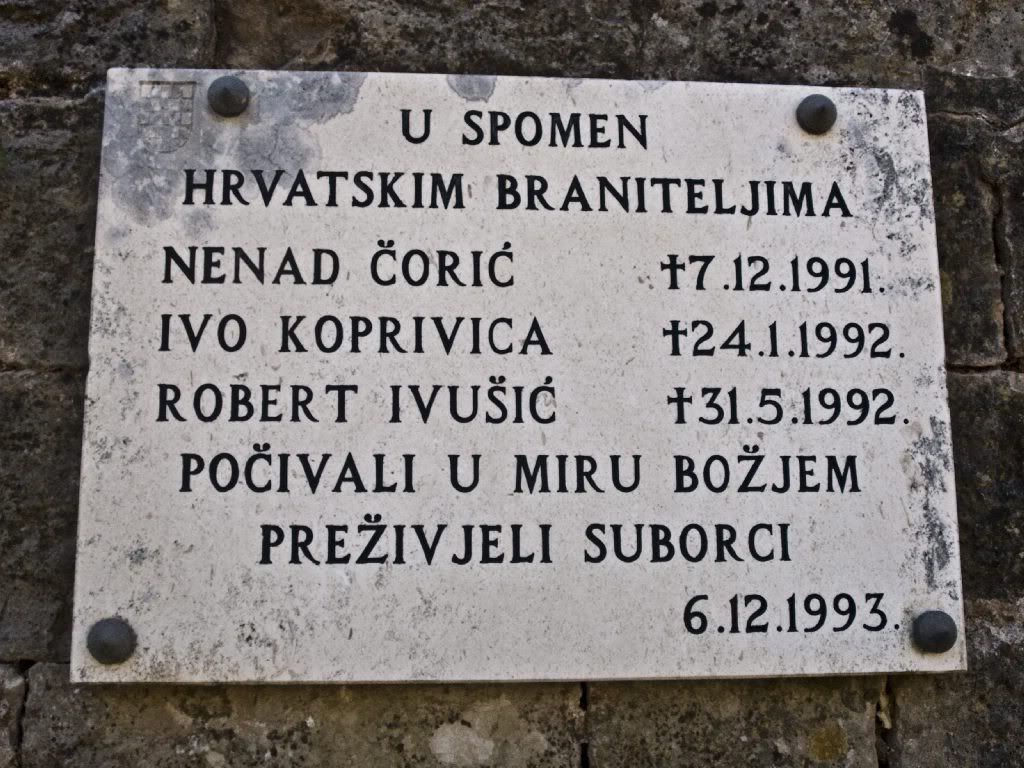 U SPOMEN
HRVATSKIM BRANITELJIMA
NENAD ČORIĆ †7.12.1991.
IVO KOPRIVICA †24.1.1992.
ROBERT IVUŠIĆ †31.5.1992.
POČIVALI U MIRU BOŽJEM
PREŽIVJELI SUBORCI
6.12.1993.